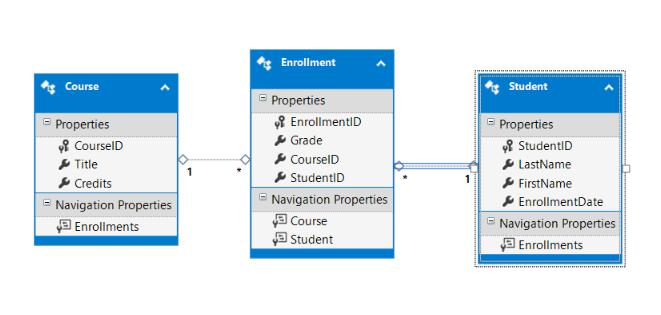 Course
Properties
CourseID
Title
Credits
Navigation Properties
Enrollments
1
*
Enrollment
Properties
EnrollmentID
Grade
CourseID
StudentID
Navigation Properties
Course
Student
*
1
Student
Properties
StudentID
LastName
FirstName
EnrollmentDate
Navigation Properties
Enrollments